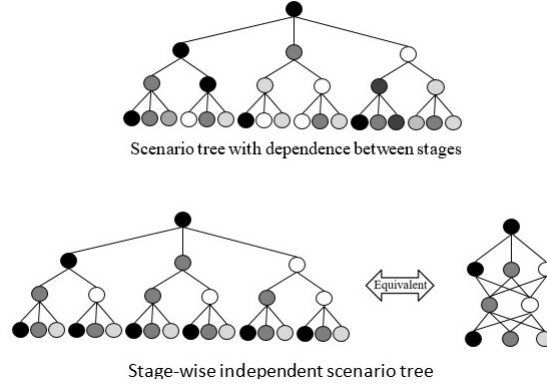 Scenario tree with dependence between stages
Equivalent
Stage-wise independent scenario tree